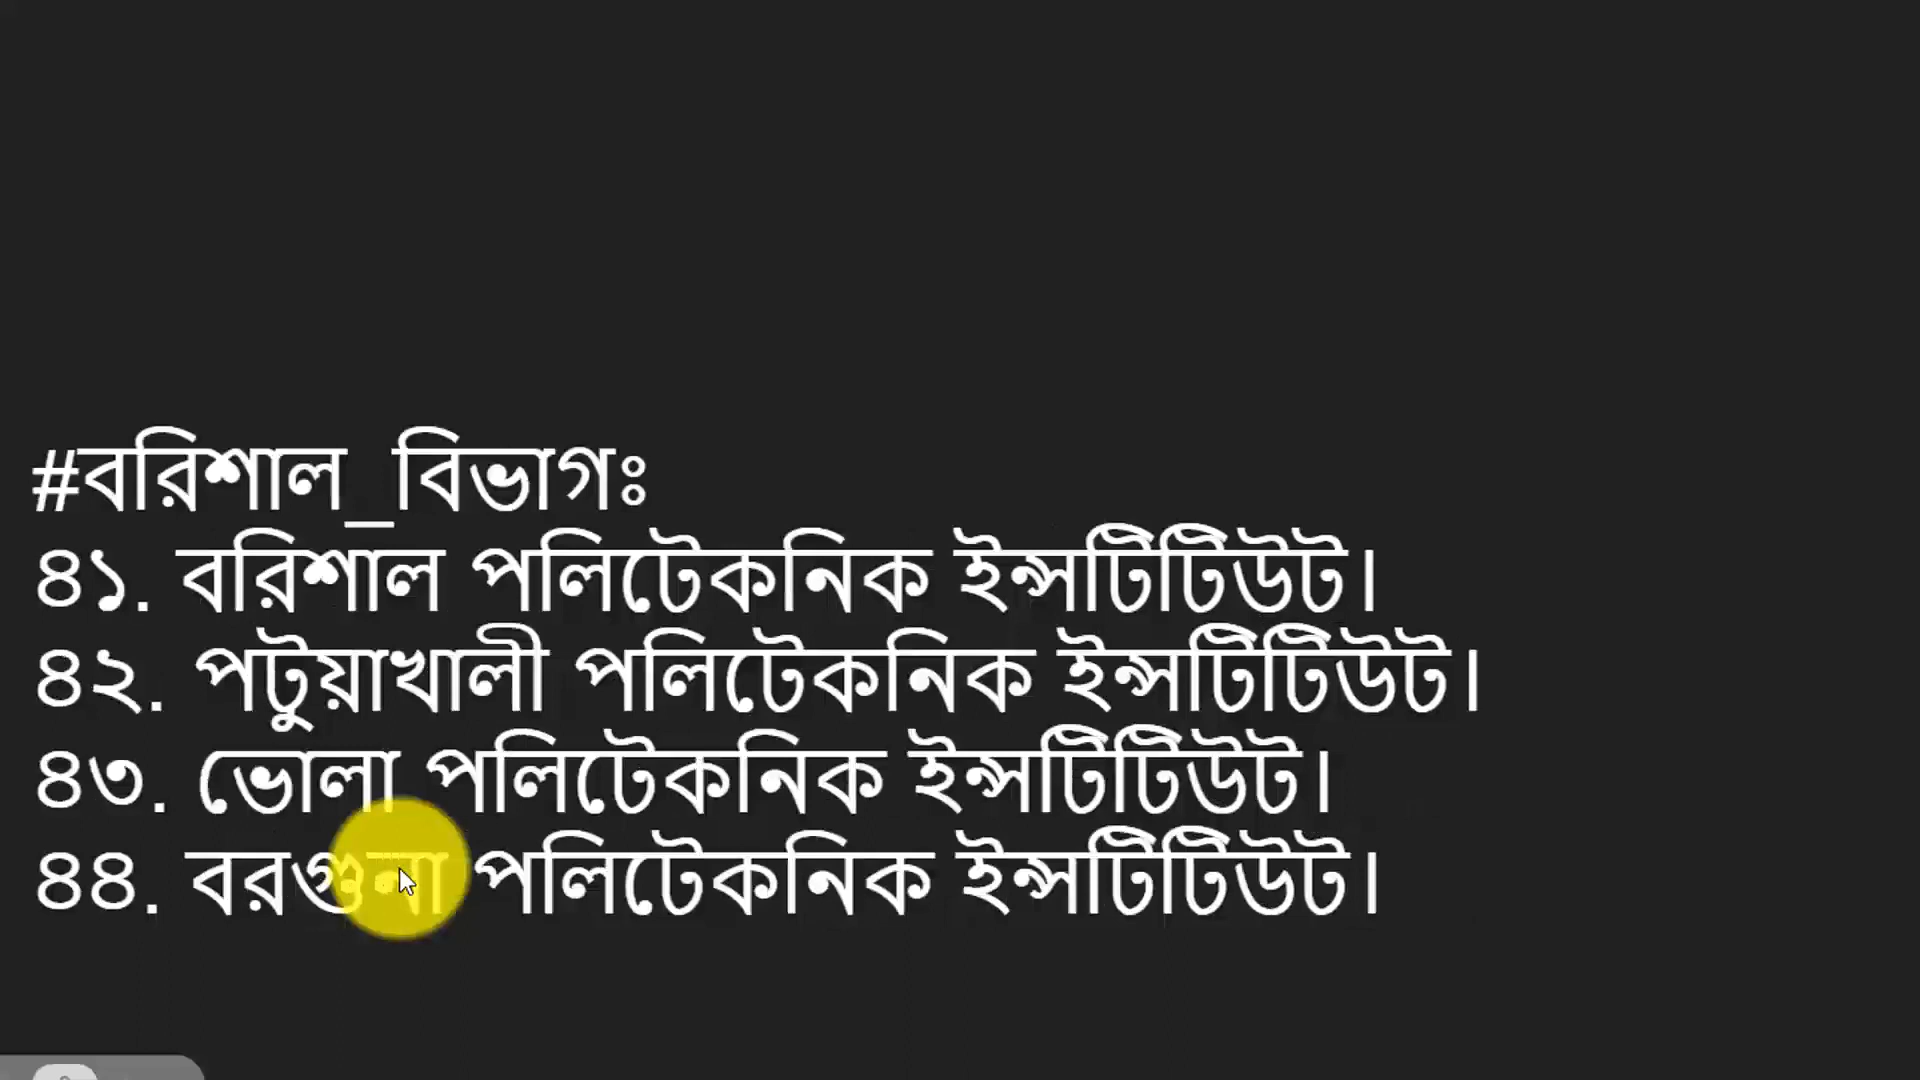 #বরিশাল_বিভাগঃ
৪১. বরিশাল পলিটেকনিক ইন্সটিটিউট।
৪২. পটুয়াখালী পলিটেকনিক ইন্সটিটিউট।
৪৩. ভোলা পলিটেকনিক ইন্সটিটিউট।
৪৪. বরগুনা পলিটেকনিক ইন্সটিটিউট।